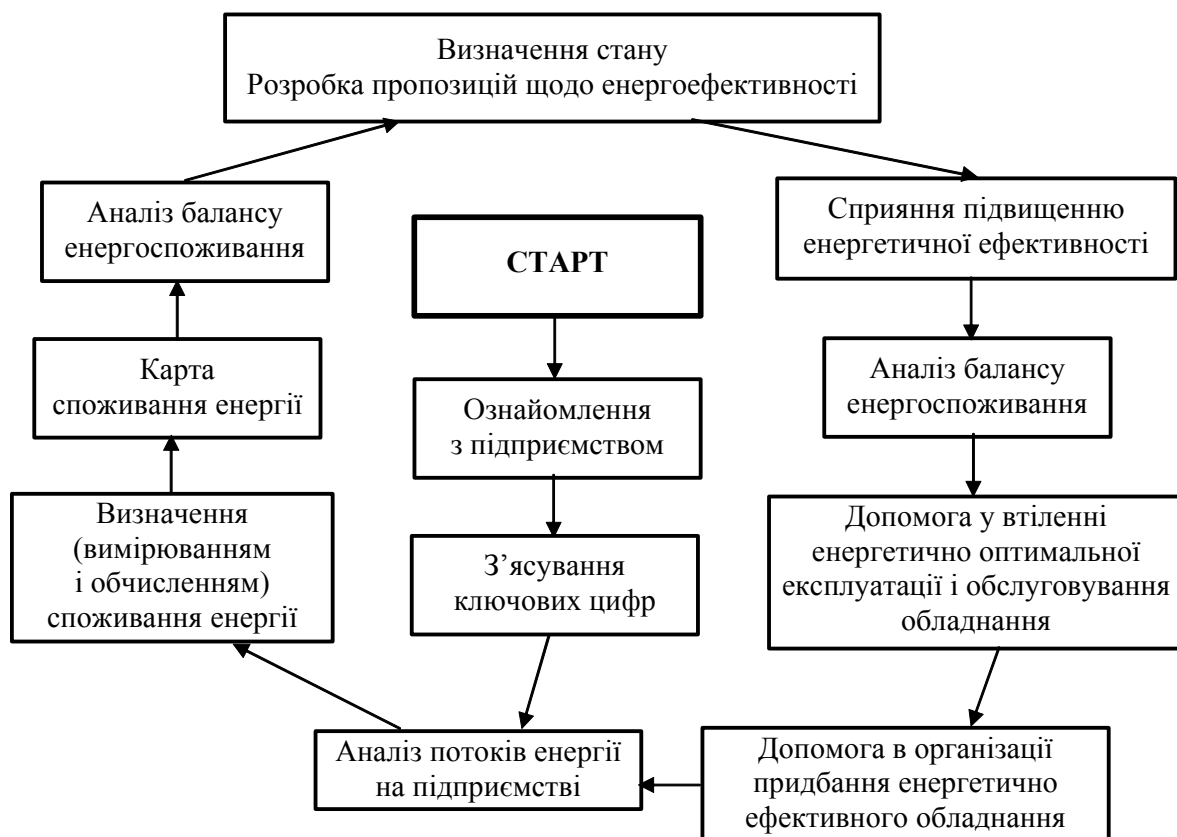 Визначення стану
Розробка пропозицій щодо енергоефективності
Аналіз балансу
енергоспоживання
СТАРТ
Сприяння підвищенню
енергетичної ефективності
Карта
споживання енергії
Ознайомлення
з підприємством
Аналіз балансу
енергоспоживання
Визначення
(вимірюванням
і обчисленням)
споживання енергії
З’ясування
ключових цифр
Допомога у втіленні
енергетично оптимальної
експлуатації і обслуговування
обладнання
Аналіз потоків енергії
на підприємстві
Допомога в організації
придбання енергетично
ефективного обладнання